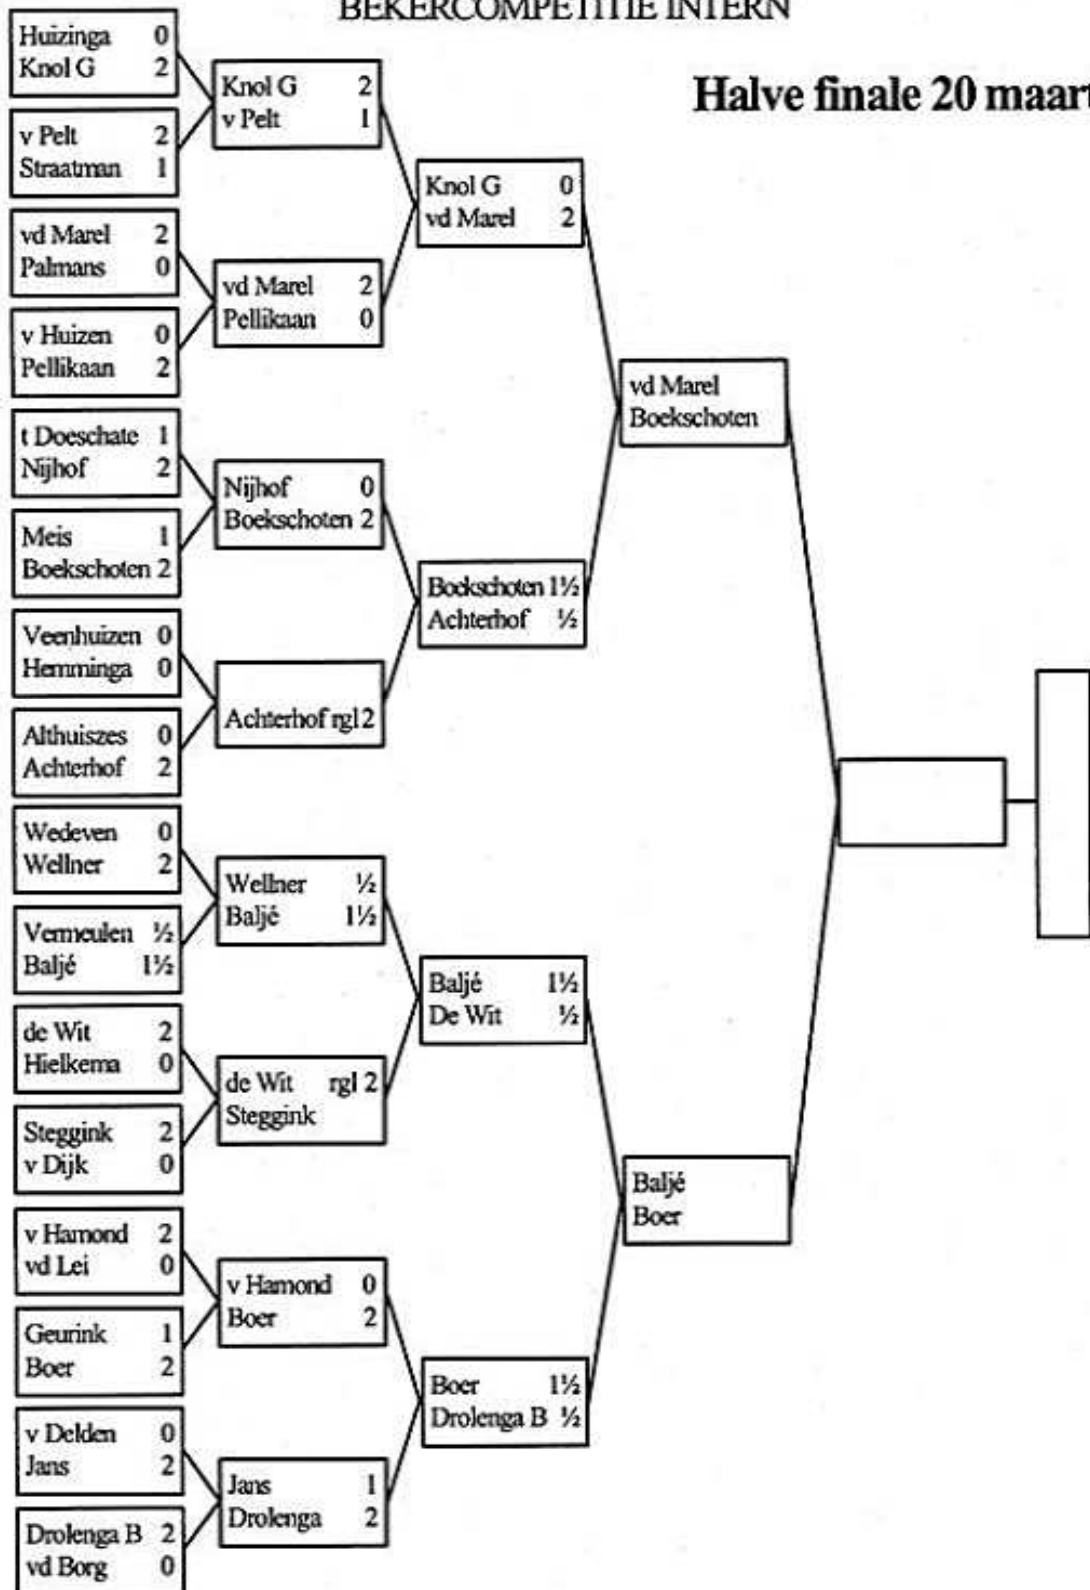 BEKERCOMPETITIE INTERN
Halve finale 20 maart
Huizinga 0
Knol G 2
v Pelt 2
Straatman 1
vd Marel 2
Palmans 0
v Huizen 0
Pellikaan 2
t Doeschate 1
Nijhof 2
Meis 1
Boekschoten 2
Veenhuizen 0
Hemminga 0
Althuiszes 0
Achterhof 2
Wedeven 0
Wellner 2
Vermeulen ½
Baljé 1½
de Wit 2
Hielkema 0
Steggink 2
v Dijk 0
v Hamond 2
vd Lei 0
Geurink 1
Boer 2
v Delden 0
Jans 2
Drolenga B 2
vd Borg 0
Knol G 2
v Pelt 1
vd Marel 2
Pellikaan 0
Nijhof 0
Boekschoten 2
Achterhof rgl2
Wellner ½
Baljé 1½
de Wit rgl 2
Steggink
v Hamond 0
Boer 2
Jans 1
Drolenga 2
Knol G 0
vd Marel 2
Boekschoten 1½
Achterhof ½
Baljé 1½
De Wit ½
Boer 1½
Drolenga B ½
vd Marel
Boekschoten
Baljé
Boer